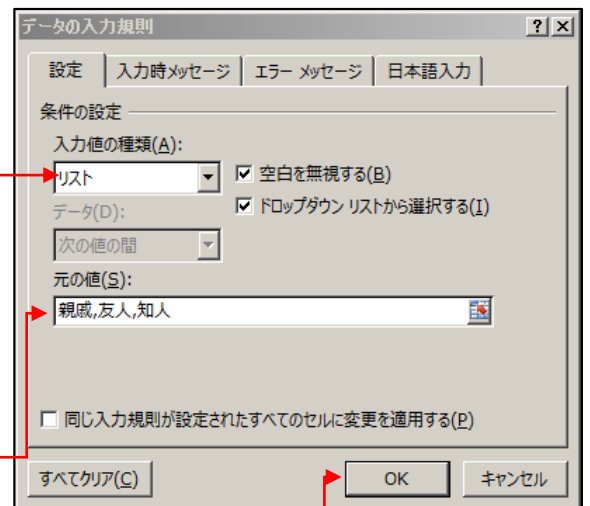 データの入力規則
設定 入力時メッセージ エラー メッセージ 日本語入力
条件の設定
入力値の種類(A):
リスト
空白を無視する(B)
データ(D):
ドロップダウン リストから選択する(I)
次の値の間
元の値(S):
親戚,友人,知人
同じ入力規則が設定されたすべてのセルに変更を適用する(P)
すべてクリア(C) OK キャンセル